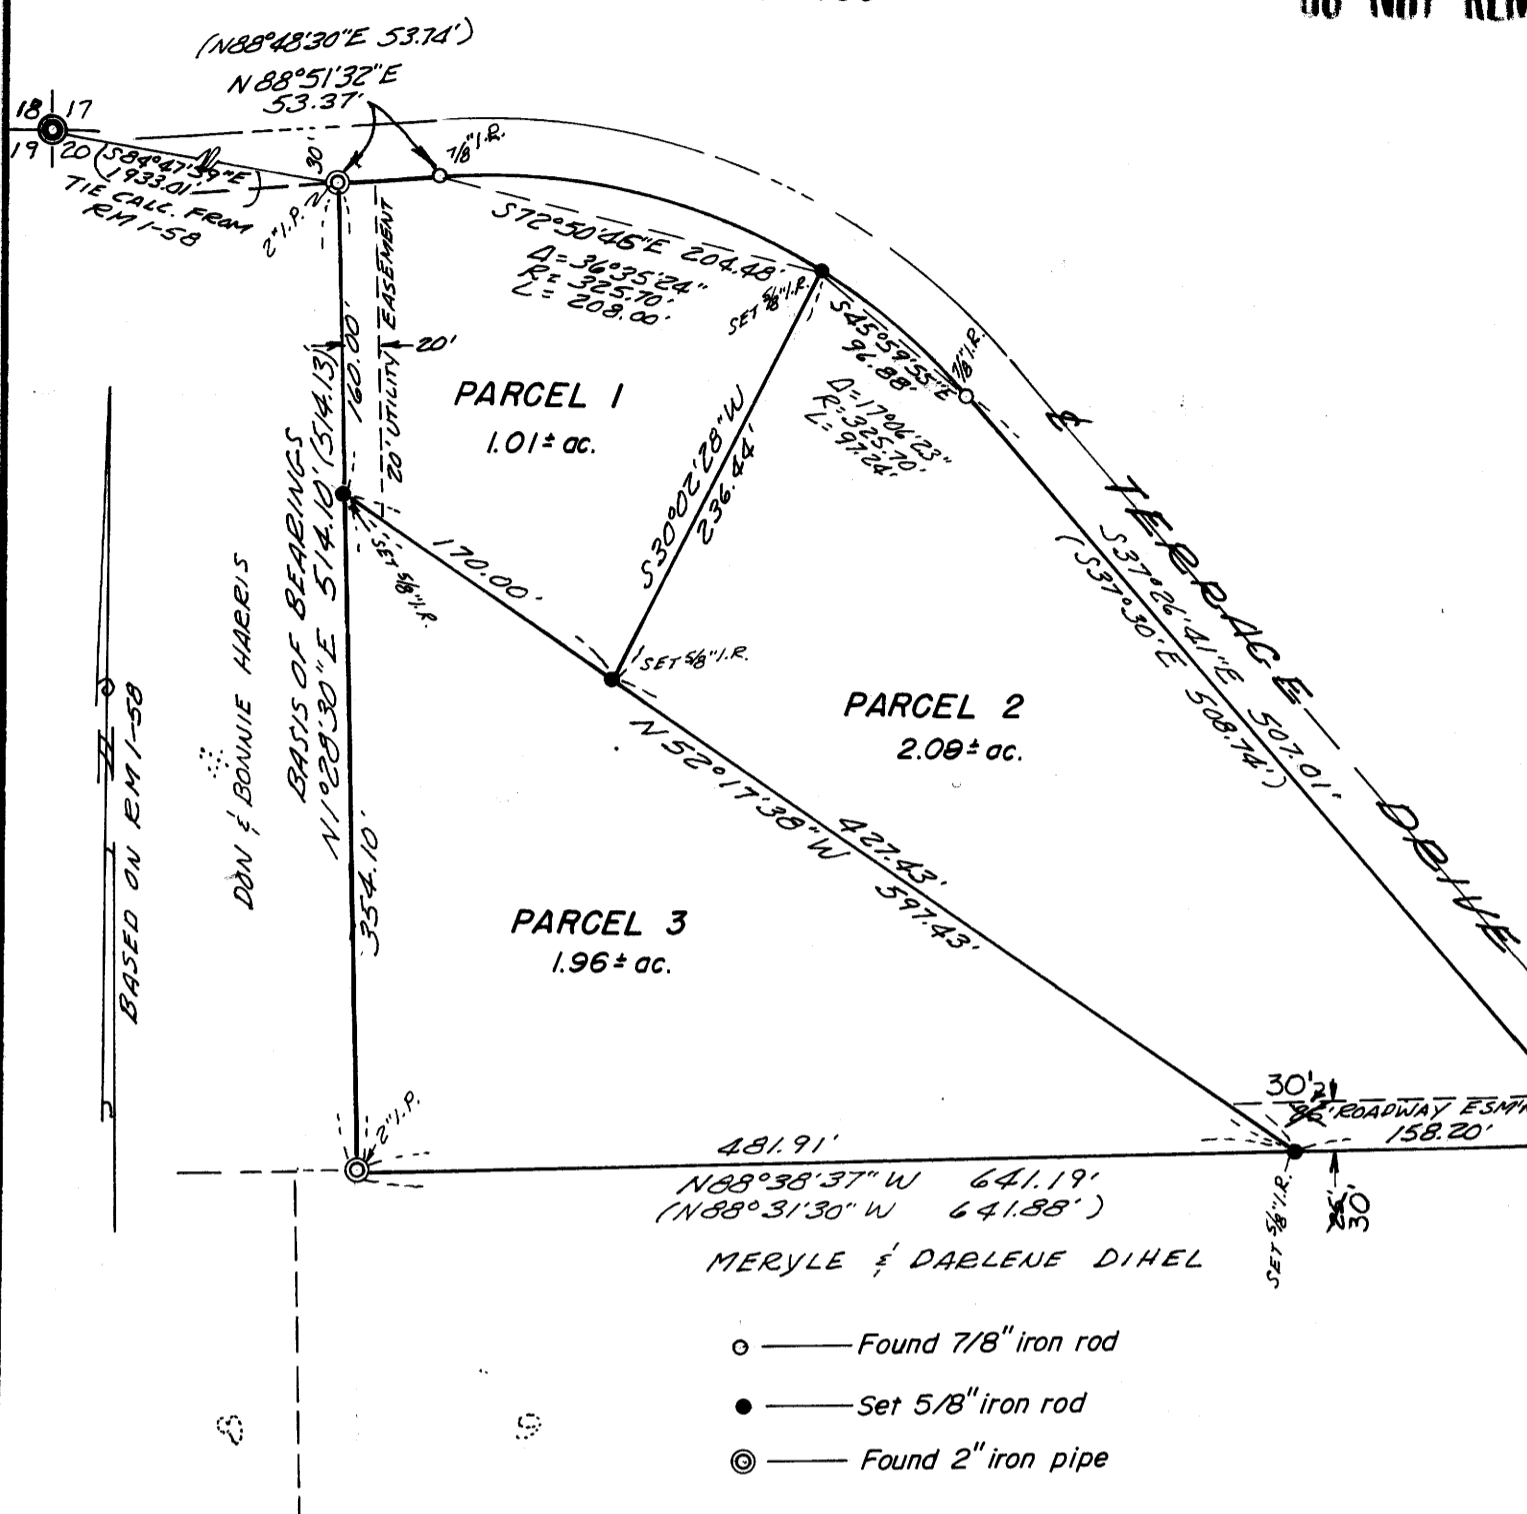 (N88°48'30"E 53.74')
N88°51'32"E
53.37'
18 17
19 20
(S84°47'39"E
1933.01')
TIE CALC. FROM
RM 1-58
30'
2" I.P.
7/8" I.R.
S72°50'46"E 204.48'
Δ=36°35'24"
R=325.70'
L=208.00'
SET 5/8" I.R.
S45°59'55"E
96.88'
7/8" I.R.
Δ=17°06'23"
R=325.70'
L=97.24'
20'
20' UTILITY EASEMENT
160.00'
PARCEL 1
1.01± ac.
S30°02'28"W
236.44'
BASIS OF BEARINGS
N1°28'30"E 514.10' (514.13')
SET 5/8" I.R.
170.00'
SET 5/8" I.R.
℄ TERRACE DRIVE
S37°26'41"E 507.01'
(S37°30'E 508.74')
DON & BONNIE HARRIS
BASED ON RM 1-58
PARCEL 2
2.08± ac.
N52°17'38"W
427.43'
597.43'
354.10'
PARCEL 3
1.96± ac.
2" I.P.
30'
ROADWAY ESM'
158.20'
481.91'
N88°38'37"W 641.19'
(N88°31'30"W 641.88')
SET 5/8" I.R.
25'
30'
MERYLE & DARLENE DIHEL
Found 7/8" iron rod
Set 5/8" iron rod
Found 2" iron pipe